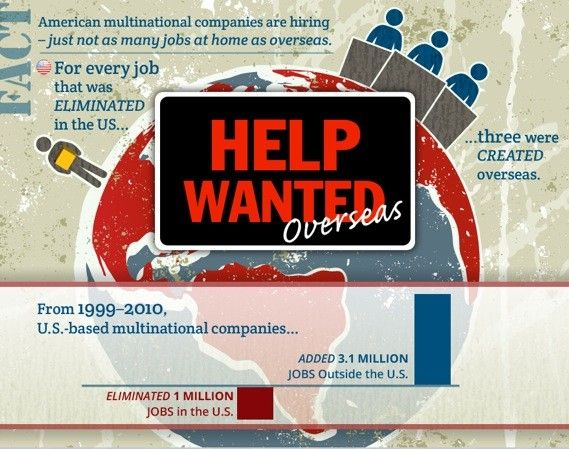 FACT
American multinational companies are hiring
– just not as many jobs at home as overseas.
For every job
that was
ELIMINATED
in the US...
...three were
CREATED
overseas.
HELP
WANTED
Overseas
From 1999–2010,
U.S.-based multinational companies...
ADDED 3.1 MILLION
JOBS Outside the U.S.
ELIMINATED 1 MILLION
JOBS in the U.S.